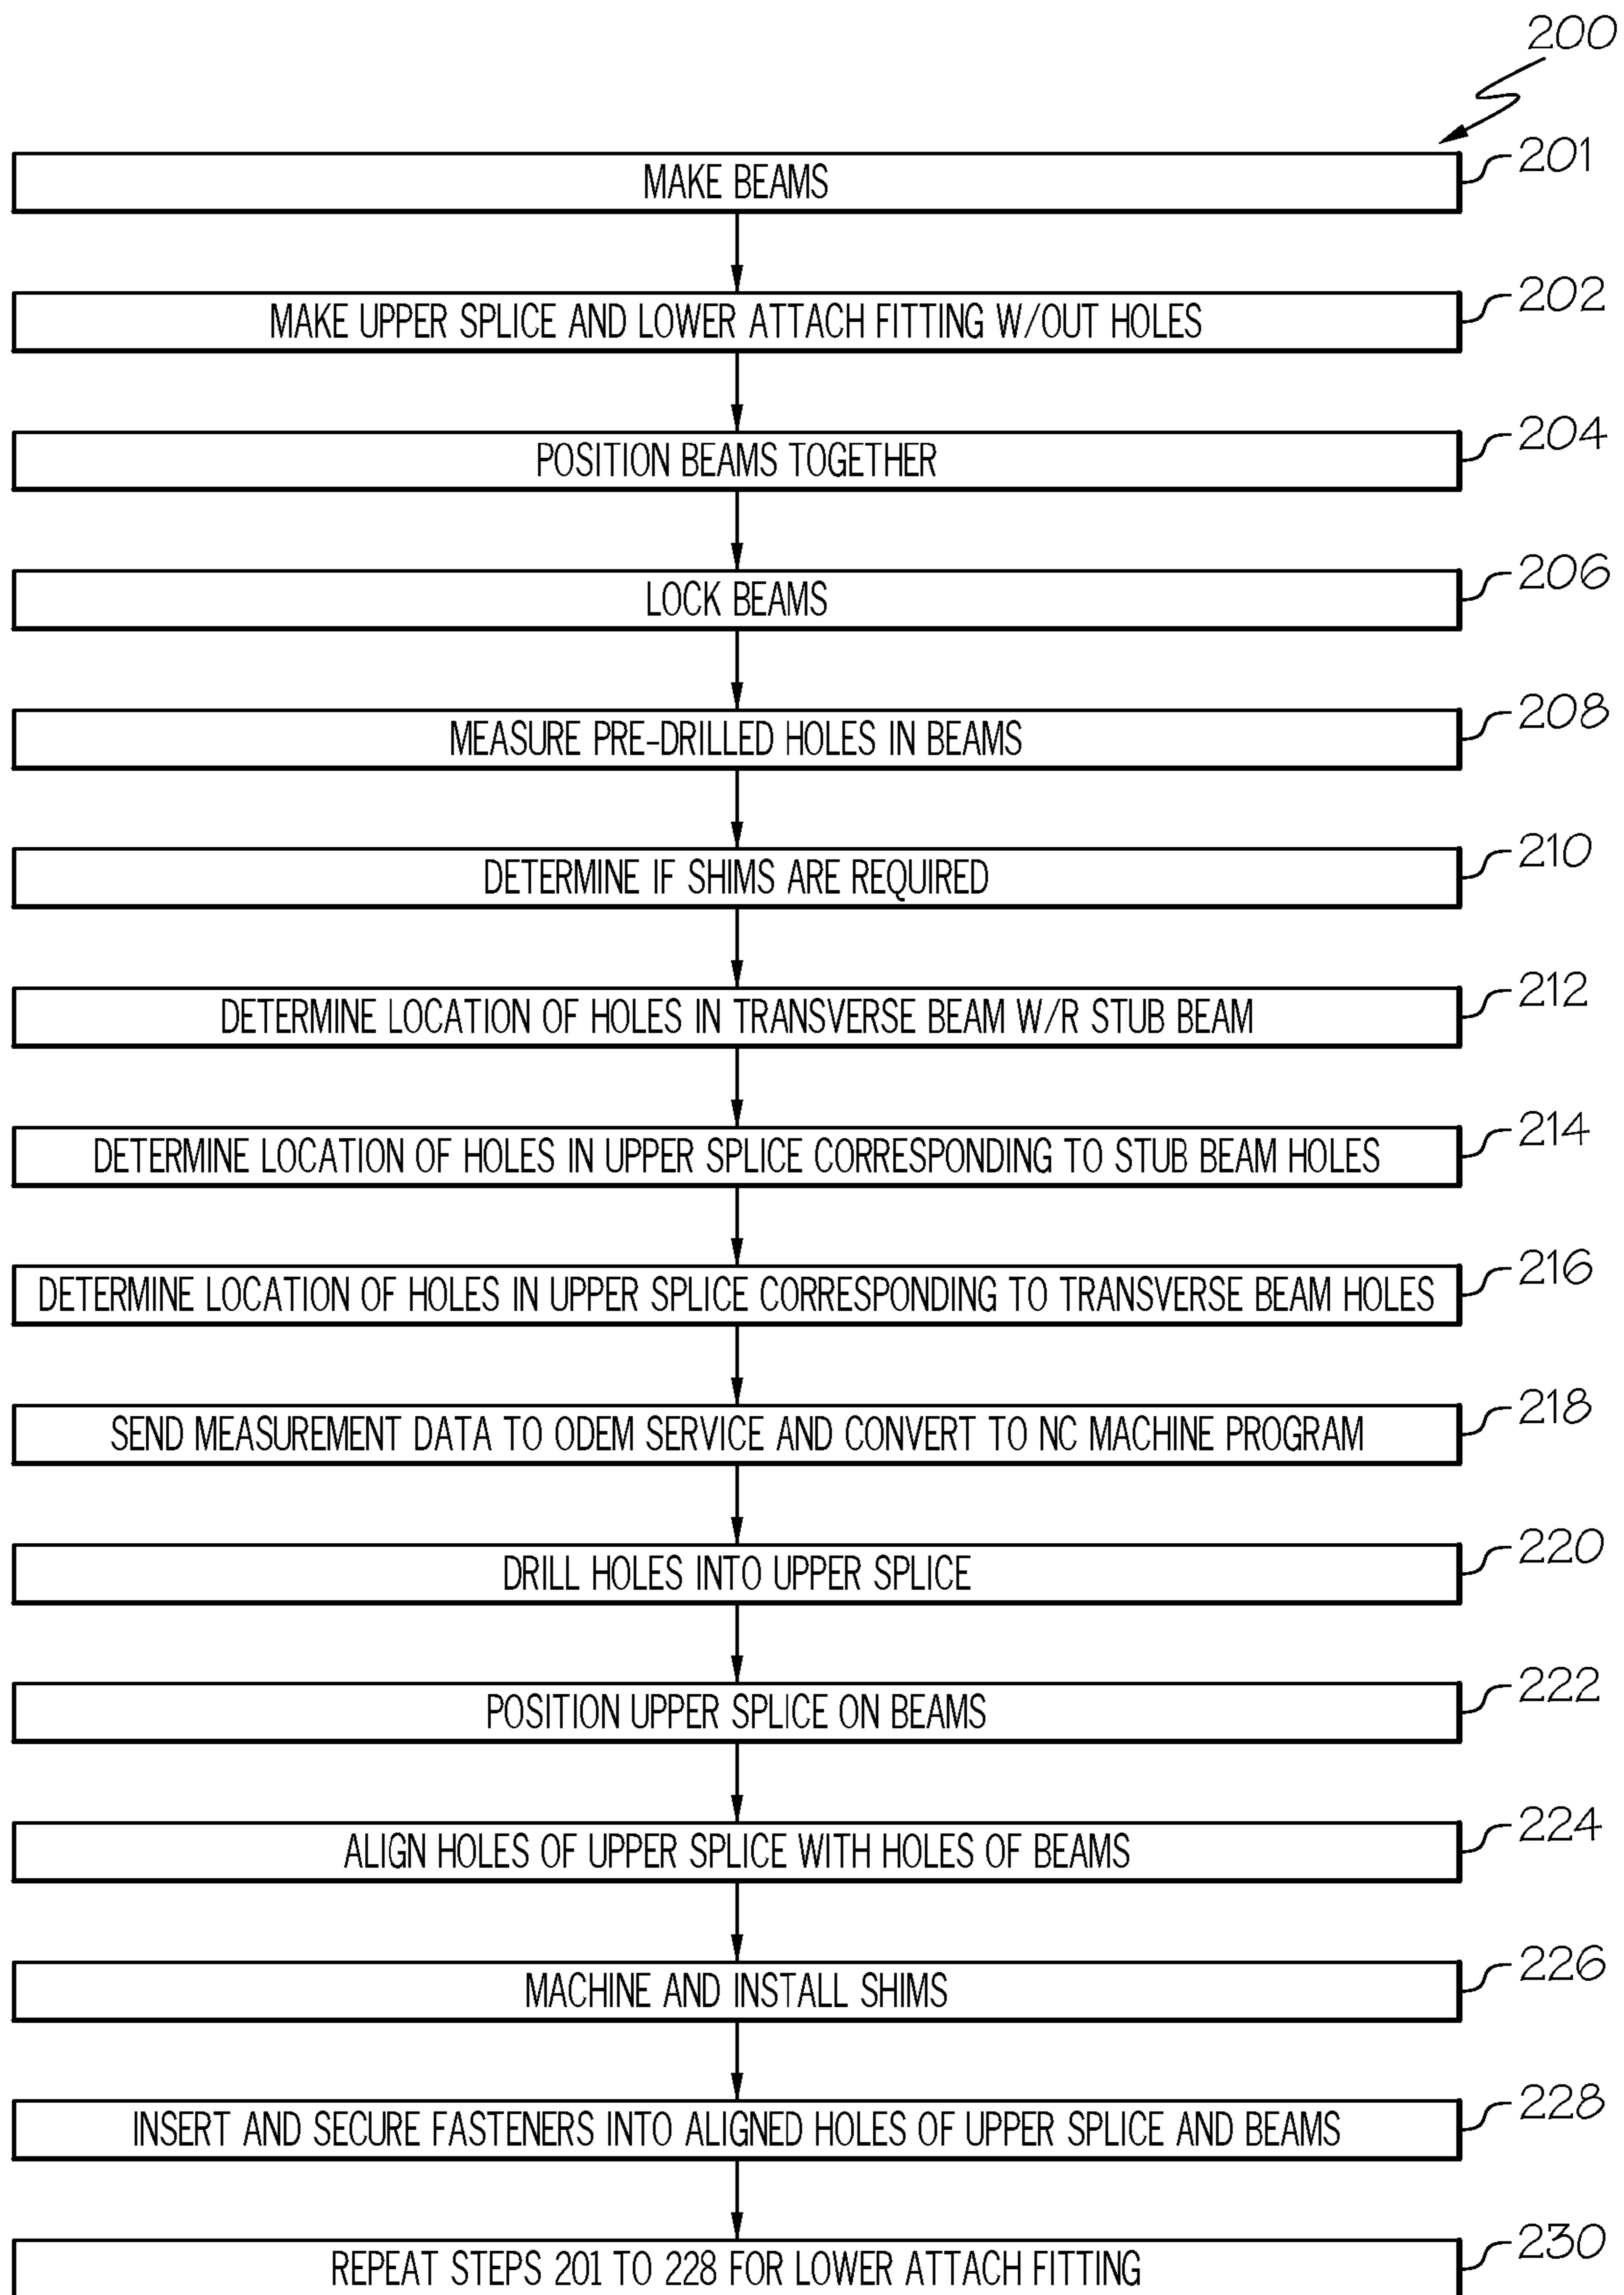 200
MAKE BEAMS 201
MAKE UPPER SPLICE AND LOWER ATTACH FITTING W/OUT HOLES 202
POSITION BEAMS TOGETHER 204
LOCK BEAMS 206
MEASURE PRE-DRILLED HOLES IN BEAMS 208
DETERMINE IF SHIMS ARE REQUIRED 210
DETERMINE LOCATION OF HOLES IN TRANSVERSE BEAM W/R STUB BEAM 212
DETERMINE LOCATION OF HOLES IN UPPER SPLICE CORRESPONDING TO STUB BEAM HOLES 214
DETERMINE LOCATION OF HOLES IN UPPER SPLICE CORRESPONDING TO TRANSVERSE BEAM HOLES 216
SEND MEASUREMENT DATA TO ODEM SERVICE AND CONVERT TO NC MACHINE PROGRAM 218
DRILL HOLES INTO UPPER SPLICE 220
POSITION UPPER SPLICE ON BEAMS 222
ALIGN HOLES OF UPPER SPLICE WITH HOLES OF BEAMS 224
MACHINE AND INSTALL SHIMS 226
INSERT AND SECURE FASTENERS INTO ALIGNED HOLES OF UPPER SPLICE AND BEAMS 228
REPEAT STEPS 201 TO 228 FOR LOWER ATTACH FITTING 230